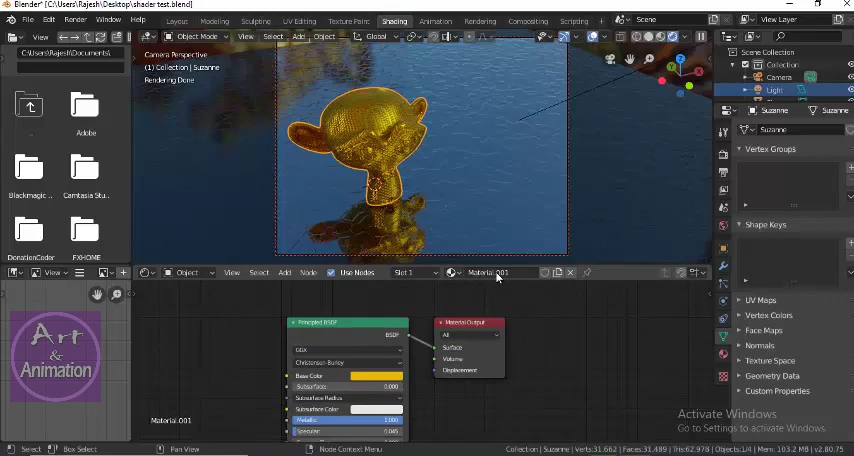 Blender* [C:\Users\Rajesh\Desktop\shader test.blend]
File Edit Render Window Help
Layout Modeling Sculpting UV Editing Texture Paint Shading Animation Rendering Compositing Scripting
Scene
View Layer
View
Object Mode View Select Add Object Global
C:\Users\Rajesh\Documents\
Camera Perspective
(1) Collection | Suzanne
Rendering Done
..
Adobe
Blackmagic ..
Camtasia Stu..
DonationCoder
FXHOME
Scene Collection
Collection
Camera
Light
Suzanne Suzanne
Suzanne
Vertex Groups
Shape Keys
UV Maps
Vertex Colors
Face Maps
Normals
Texture Space
Geometry Data
Custom Properties
View
Object View Select Add Node Use Nodes Slot 1 Material.001
Art
&
Animation
Principled BSDF
BSDF
GGX
Christensen-Burley
Base Color
Subsurface: 0.000
Subsurface Radius
Subsurface Color
Metallic: 1.000
Specular: 0.045
Material Output
All
Surface
Volume
Displacement
Material.001
Activate Windows
Go to Settings to activate Windows.
Select Box Select Pan View Node Context Menu
Collection | Suzanne | Verts:31,662 | Faces:31,489 | Tris:62,978 | Objects:1/4 | Mem: 103.2 MB | v2.80.75